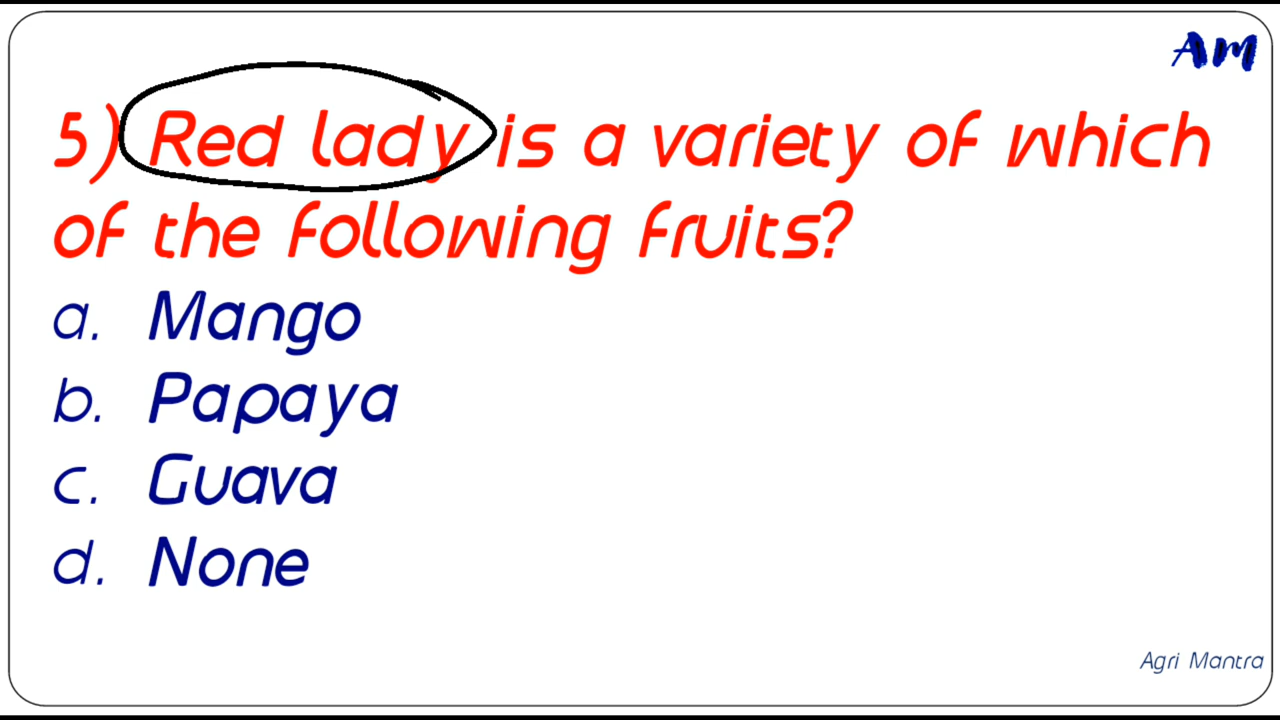 AM
5) Red lady is a variety of which
of the following fruits?
a. Mango
b. Papaya
c. Guava
d. None
Agri Mantra